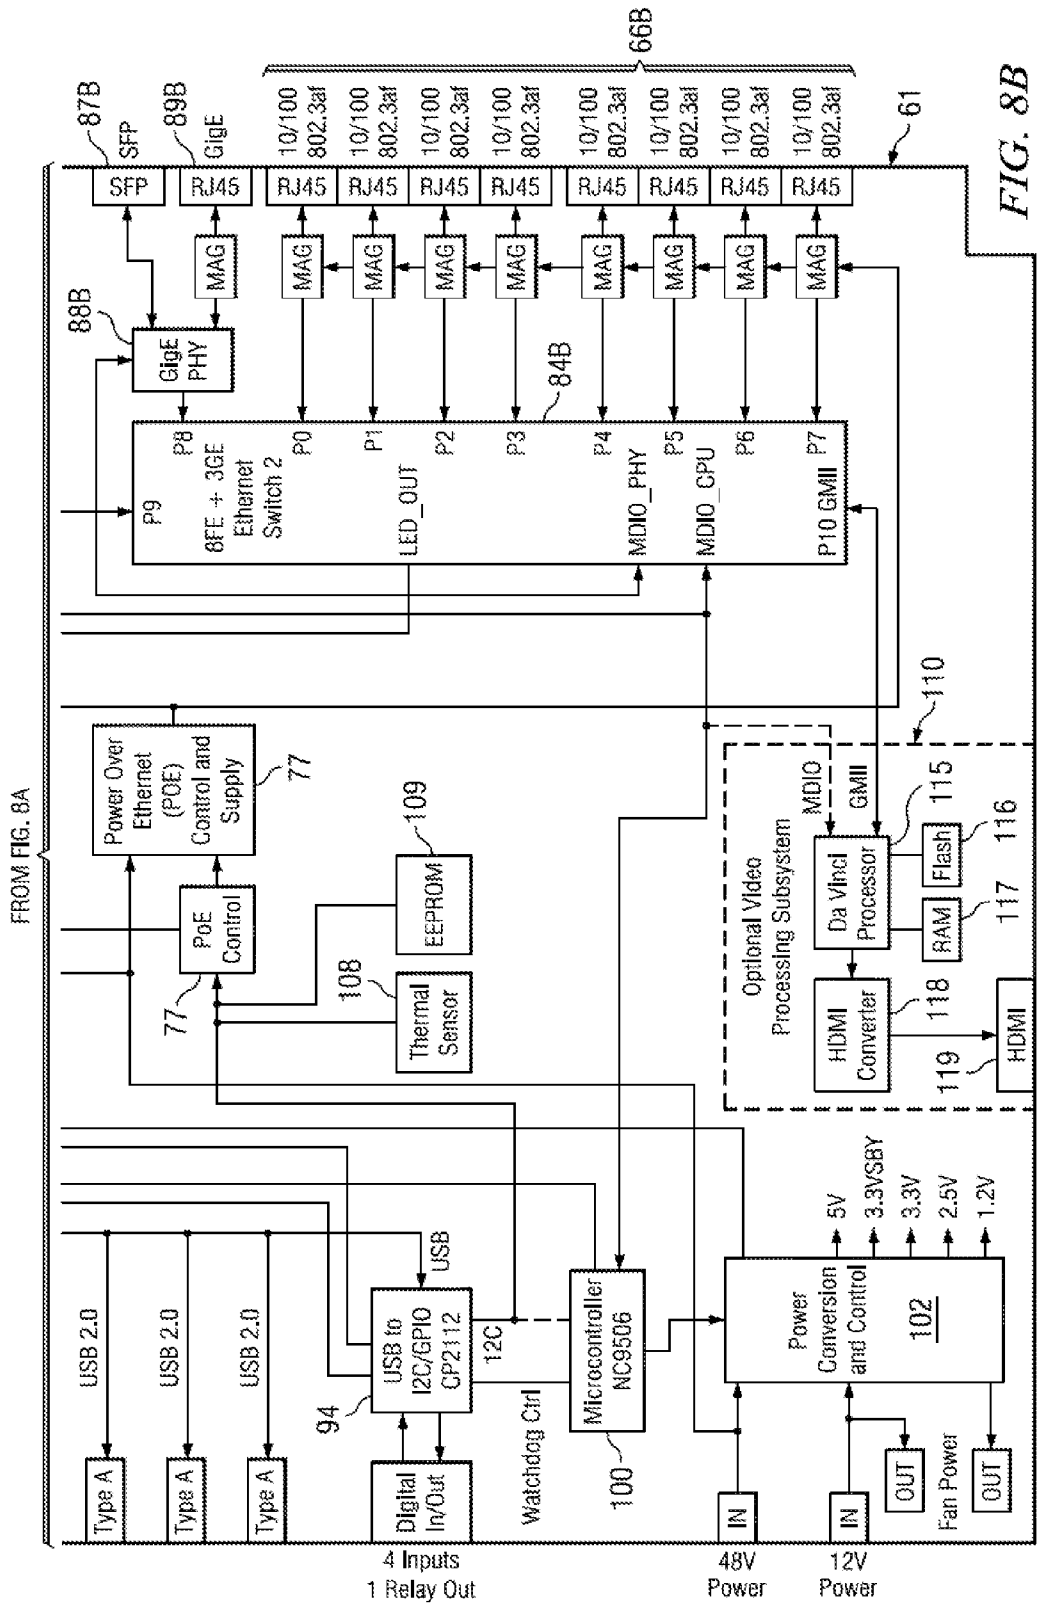 FROM FIG. 8A
87B
SFP
SFP
89B
GigE
RJ45
MAG
88B
GigE
PHY
66B
10/100
802.3af
10/100
802.3af
10/100
802.3af
10/100
802.3af
10/100
802.3af
10/100
802.3af
10/100
802.3af
10/100
802.3af
RJ45
RJ45
RJ45
RJ45
RJ45
RJ45
RJ45
RJ45
MAG
MAG
MAG
MAG
MAG
MAG
MAG
MAG
61
FIG. 8B
84B
P8
P0
P1
P2
P3
P4
P5
P6
P7
P9
8FE + 3GE
Ethernet
Switch 2
LED_OUT
MDIO_PHY
MDIO_CPU
P10 GMII
Power Over
Ethernet
(POE)
Control and
Supply
77
PoE
Control
77
EEPROM
109
Thermal
Sensor
108
110
Optional Video
Processing Subsystem
MDIO
GMII
Da Vinci
Processor
115
Flash
116
RAM
117
HDMI
Converter
118
HDMI
119
USB 2.0
USB 2.0
USB 2.0
Type A
Type A
Type A
USB
USB to
I2C/GPIO
CP2112
94
12C
Digital
In/Out
4 Inputs
1 Relay Out
Watchdog Ctrl
Microcontroller
NC9506
100
Power
Conversion
and Control
102
5V
3.3VSBY
3.3V
2.5V
1.2V
IN
48V
Power
IN
12V
Power
OUT
Fan Power
OUT